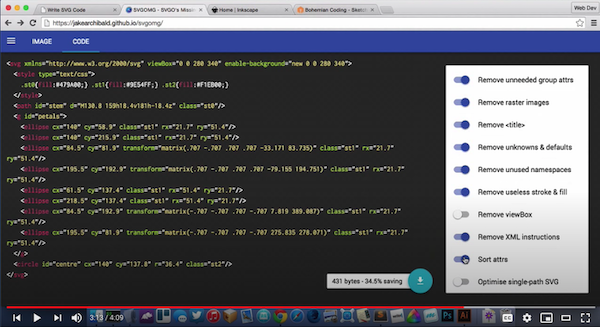 Write SVG Code
SVGOMG - SVGO's Missi
Home | Inkscape
Bohemian Coding - Sketch
Web Dev
https://jakearchibald.github.io/svgomg/
IMAGE
CODE
<svg xmlns="http://www.w3.org/2000/svg" viewBox="0 0 280 340" enable-background="new 0 0 280 340">
<style type="text/css">
.st0{fill:#479A00;} .st1{fill:#9E54FF;} .st2{fill:#F1EB00;}
</style>
<path id="stem" d="M130.8 159h18.4v181h-18.4z" class="st0"/>
<g id="petals">
<ellipse cx="140" cy="58.9" class="st1" rx="21.7" ry="51.4"/>
<ellipse cx="140" cy="215.9" class="st1" rx="21.7" ry="51.4"/>
<ellipse cx="84.5" cy="81.9" transform="matrix(.707 -.707 .707 .707 -33.171 83.735)" class="st1" rx="21.7"
ry="51.4"/>
<ellipse cx="195.5" cy="192.9" transform="matrix(.707 -.707 .707 .707 -79.155 194.751)" class="st1" rx="21.7"
ry="51.4"/>
<ellipse cx="61.5" cy="137.4" class="st1" rx="51.4" ry="21.7"/>
<ellipse cx="218.5" cy="137.4" class="st1" rx="51.4" ry="21.7"/>
<ellipse cx="84.5" cy="192.9" transform="matrix(-.707 -.707 .707 -.707 7.819 389.087)" class="st1" rx="21.7"
ry="51.4"/>
<ellipse cx="195.5" cy="81.9" transform="matrix(-.707 -.707 .707 -.707 275.835 278.071)" class="st1" rx="21.7"
ry="51.4"/>
</g>
<circle id="centre" cx="140" cy="137.8" r="36.4" class="st2"/>
</svg>
Remove unneeded group attrs
Remove raster images
Remove <title>
Remove unknowns & defaults
Remove unused namespaces
Remove useless stroke & fill
Remove viewBox
Remove XML instructions
Sort attrs
Optimise single-path SVG
431 bytes - 34.5% saving
3:13 / 4:09